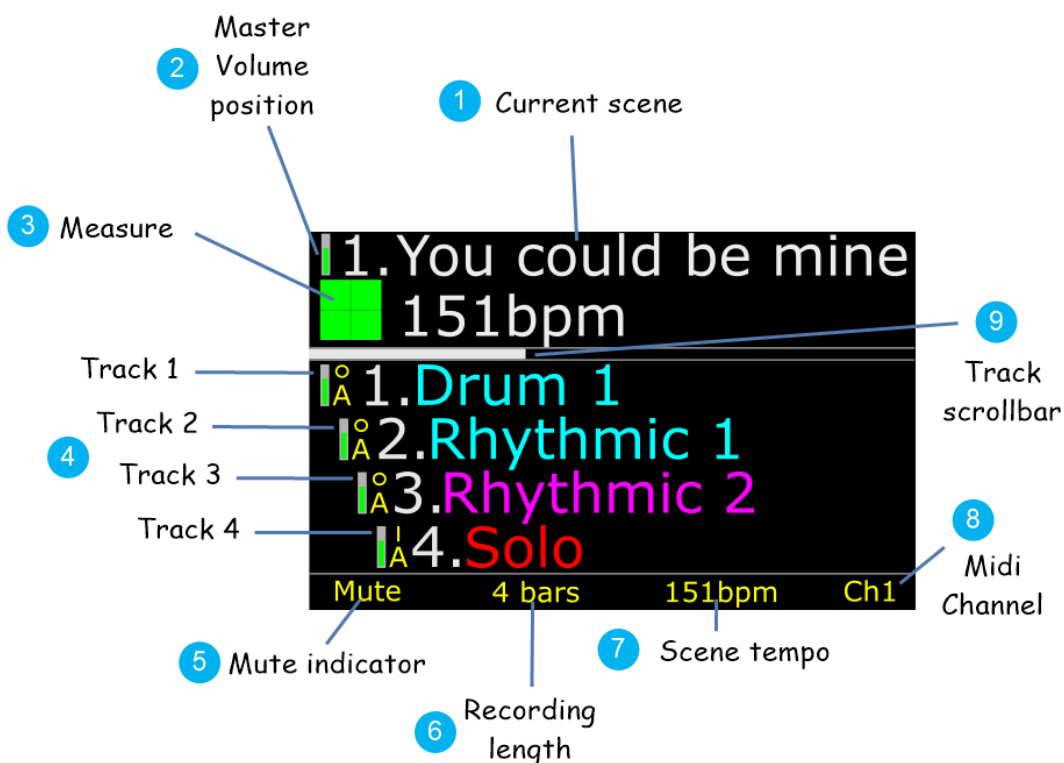 Master
Volume
position
2
1 Current scene
3 Measure
1.You could be mine
151bpm
9
Track
scrollbar
Track 1
Track 2
4
Track 3
Track 4
O
A 1.Drum 1
O
A 2.Rhythmic 1
O
A 3.Rhythmic 2
I
A 4.Solo
Mute 4 bars 151bpm Ch1
8
Midi
Channel
5 Mute indicator
7 Scene tempo
6
Recording
length